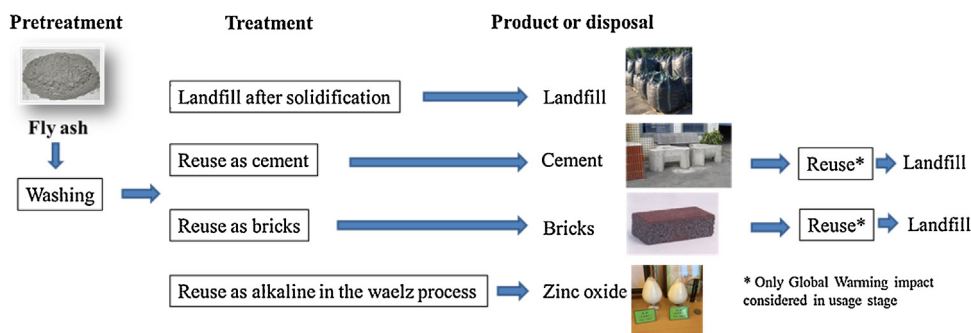 Pretreatment
Treatment
Product or disposal
Fly ash
Washing
Landfill after solidification
Landfill
Reuse as cement
Cement
Reuse*
Landfill
Reuse as bricks
Bricks
Reuse*
Landfill
Reuse as alkaline in the waelz process
Zinc oxide
* Only Global Warming impact
considered in usage stage